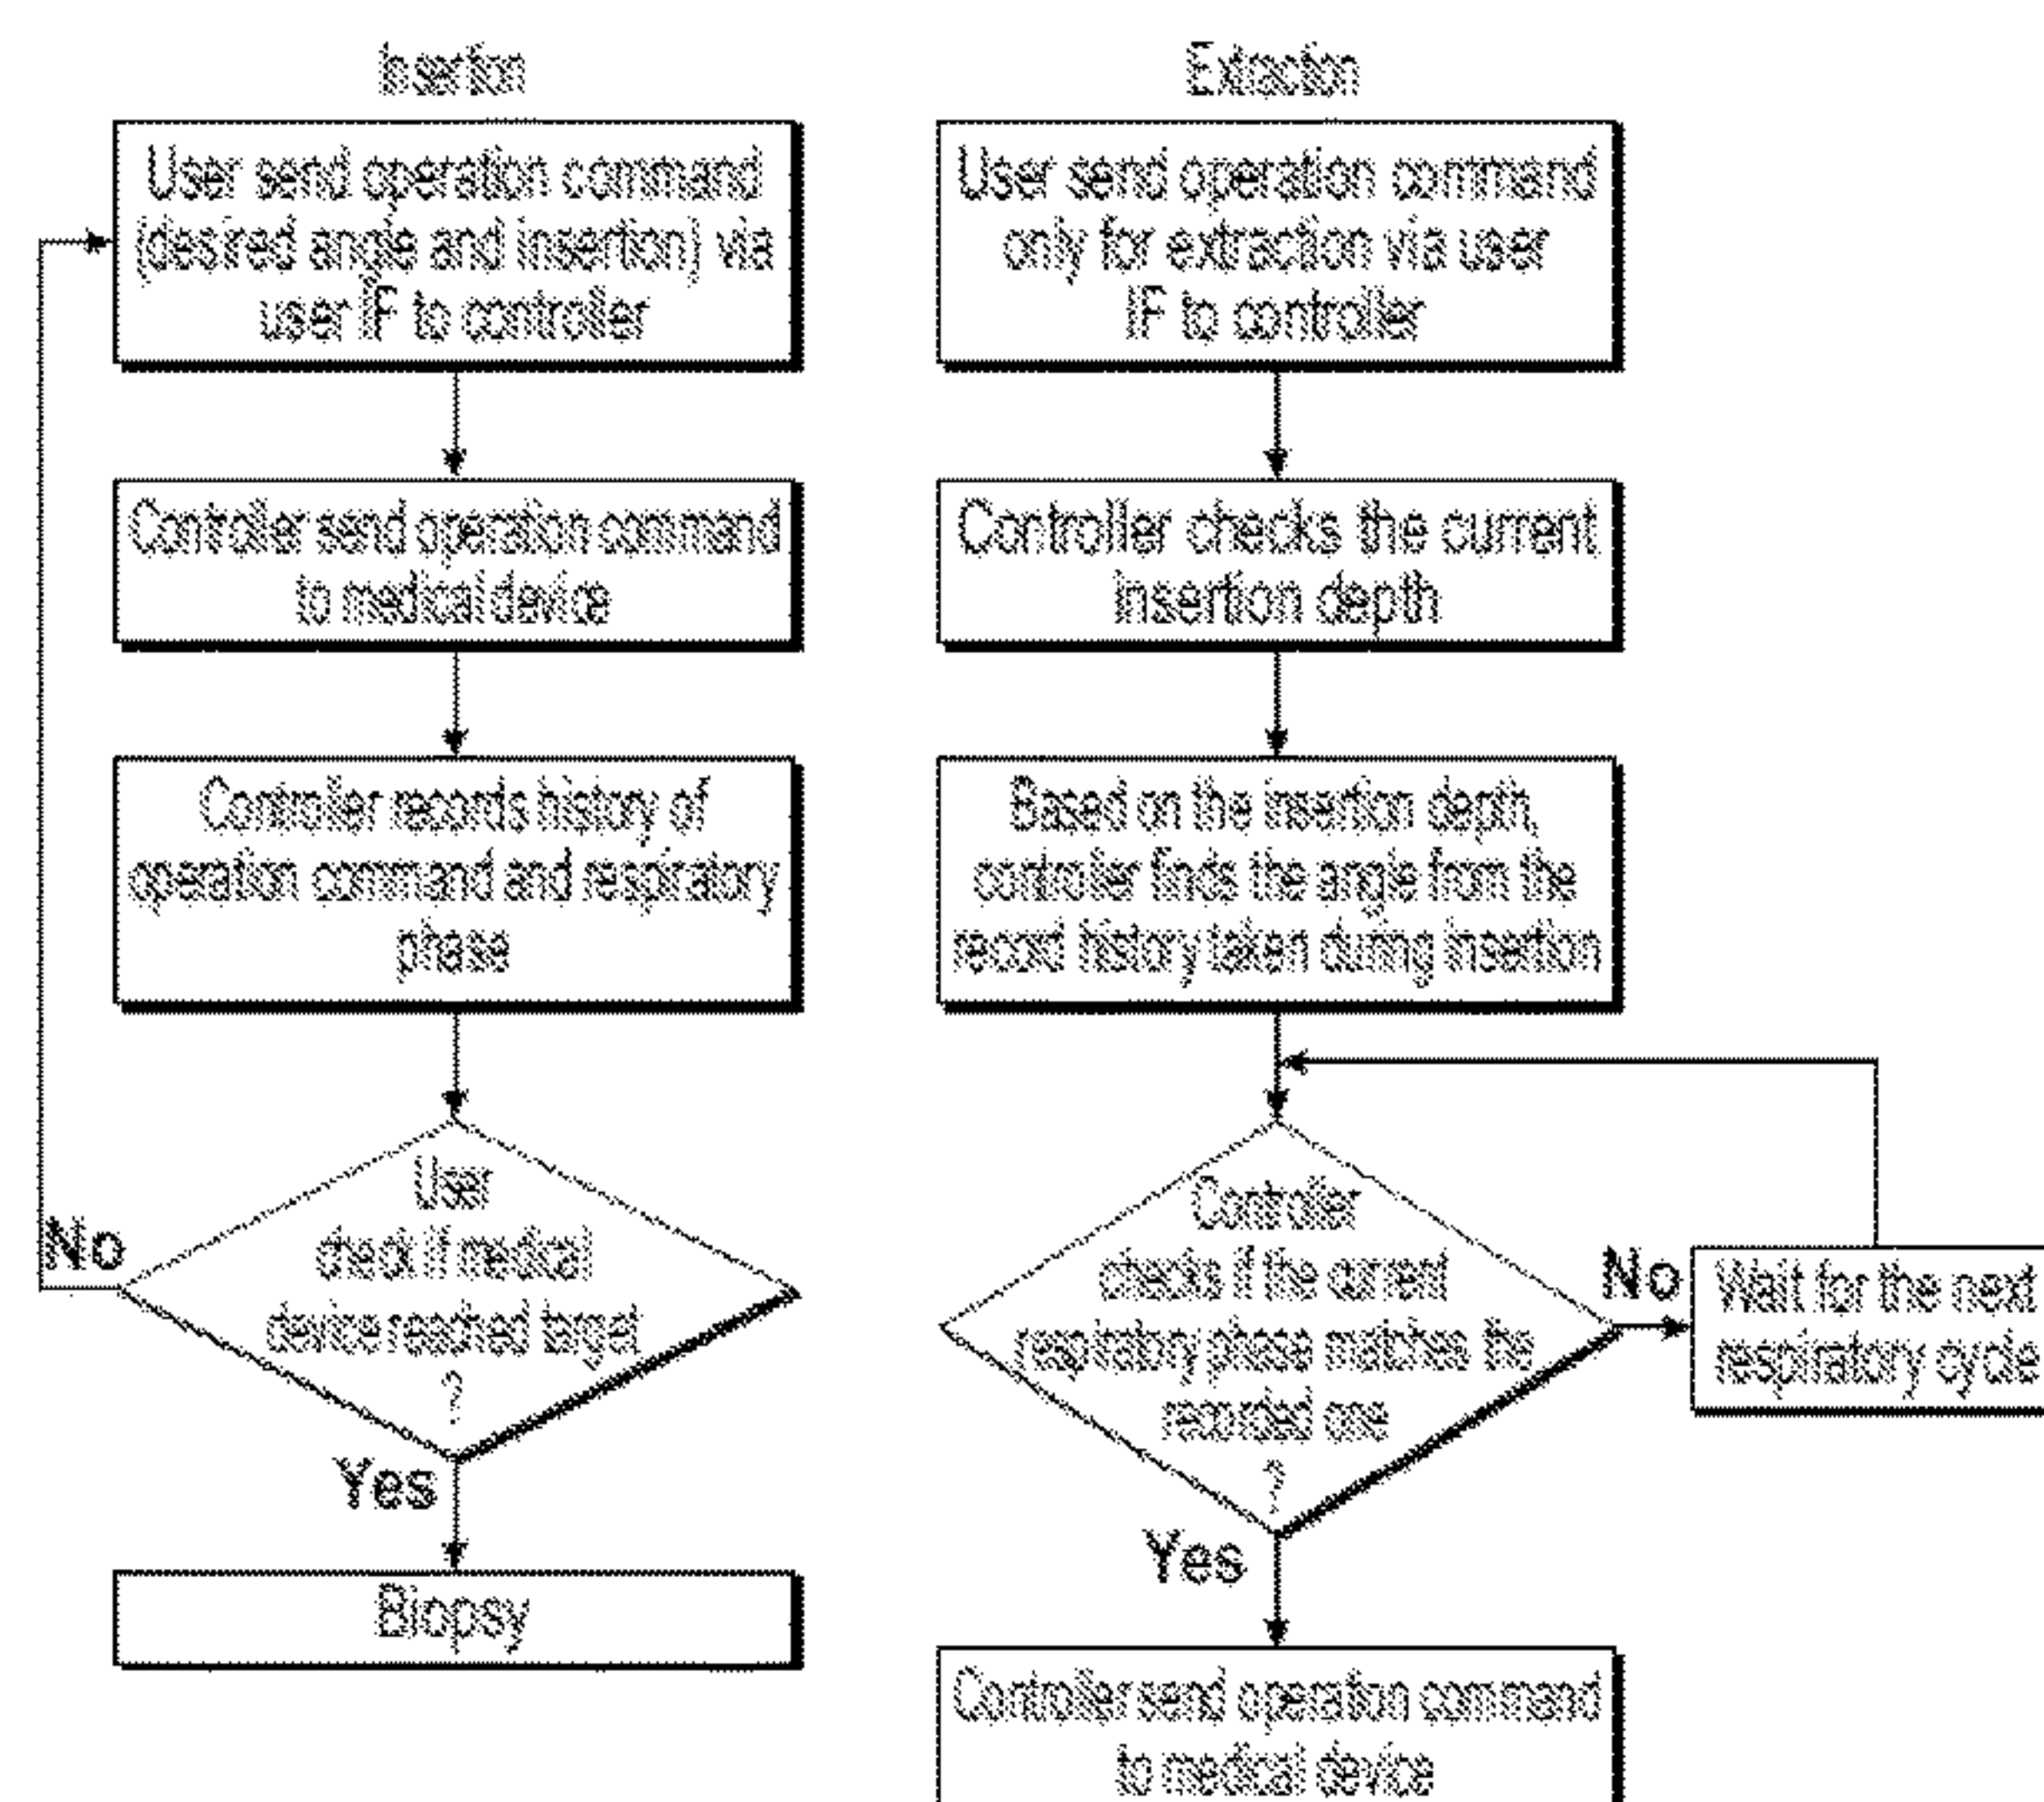 Insertion
User send operation command
(desired angle and insertion) via
user IF to controller
Controller send operation command
to medical device
Controller records history of
operation command and respiratory
phase
User
check if medical
device reached target
?
No
Yes
Biopsy
Extraction
User send operation command
only for extraction via user
IF to controller
Controller checks the current
insertion depth
Based on the insertion depth,
controller finds the angle from the
record history taken during insertion
Controller
checks if the current
respiratory phase matches the
recorded one
?
No
Wait for the next
respiratory cycle
Yes
Controller send operation command
to medical device